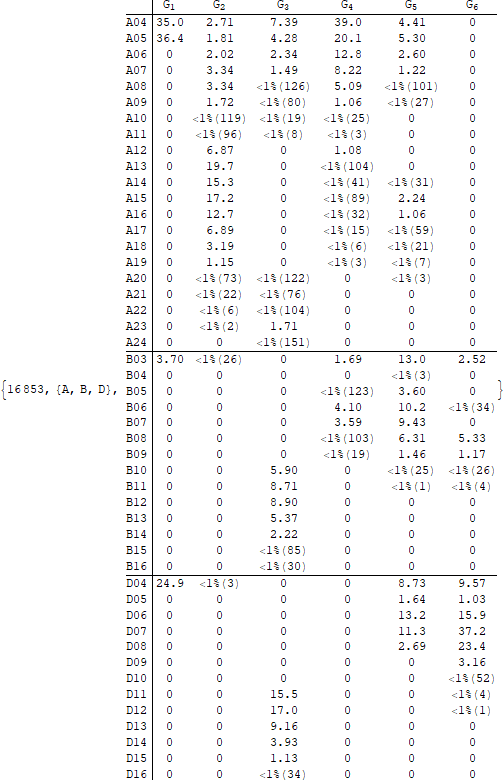 G1 G2 G3 G4 G5 G6
A04 35.0 2.71 7.39 39.0 4.41 0
A05 36.4 1.81 4.28 20.1 5.30 0
A06 0 2.02 2.34 12.8 2.60 0
A07 0 3.34 1.49 8.22 1.22 0
A08 0 3.34 <1%(126) 5.09 <1%(101) 0
A09 0 1.72 <1%(80) 1.06 <1%(27) 0
A10 0 <1%(119) <1%(19) <1%(25) 0 0
A11 0 <1%(96) <1%(8) <1%(3) 0 0
A12 0 6.87 0 1.08 0 0
A13 0 19.7 0 <1%(104) 0 0
A14 0 15.3 0 <1%(41) <1%(31) 0
A15 0 17.2 0 <1%(89) 2.24 0
A16 0 12.7 0 <1%(32) 1.06 0
A17 0 6.89 0 <1%(15) <1%(59) 0
A18 0 3.19 0 <1%(6) <1%(21) 0
A19 0 1.15 0 <1%(3) <1%(7) 0
A20 0 <1%(73) <1%(122) 0 <1%(3) 0
A21 0 <1%(22) <1%(76) 0 0 0
A22 0 <1%(6) <1%(104) 0 0 0
A23 0 <1%(2) 1.71 0 0 0
A24 0 0 <1%(151) 0 0 0
B03 3.70 <1%(26) 0 1.69 13.0 2.52
B04 0 0 0 0 <1%(3) 0
{16853, {A, B, D}, B05 0 0 0 <1%(123) 3.60 0 }
B06 0 0 0 4.10 10.2 <1%(34)
B07 0 0 0 3.59 9.43 0
B08 0 0 0 <1%(103) 6.31 5.33
B09 0 0 0 <1%(19) 1.46 1.17
B10 0 0 5.90 0 <1%(25) <1%(26)
B11 0 0 8.71 0 <1%(1) <1%(4)
B12 0 0 8.90 0 0 0
B13 0 0 5.37 0 0 0
B14 0 0 2.22 0 0 0
B15 0 0 <1%(85) 0 0 0
B16 0 0 <1%(30) 0 0 0
D04 24.9 <1%(3) 0 0 8.73 9.57
D05 0 0 0 0 1.64 1.03
D06 0 0 0 0 13.2 15.9
D07 0 0 0 0 11.3 37.2
D08 0 0 0 0 2.69 23.4
D09 0 0 0 0 0 3.16
D10 0 0 0 0 0 <1%(52)
D11 0 0 15.5 0 0 <1%(4)
D12 0 0 17.0 0 0 <1%(1)
D13 0 0 9.16 0 0 0
D14 0 0 3.93 0 0 0
D15 0 0 1.13 0 0 0
D16 0 0 <1%(34) 0 0 0